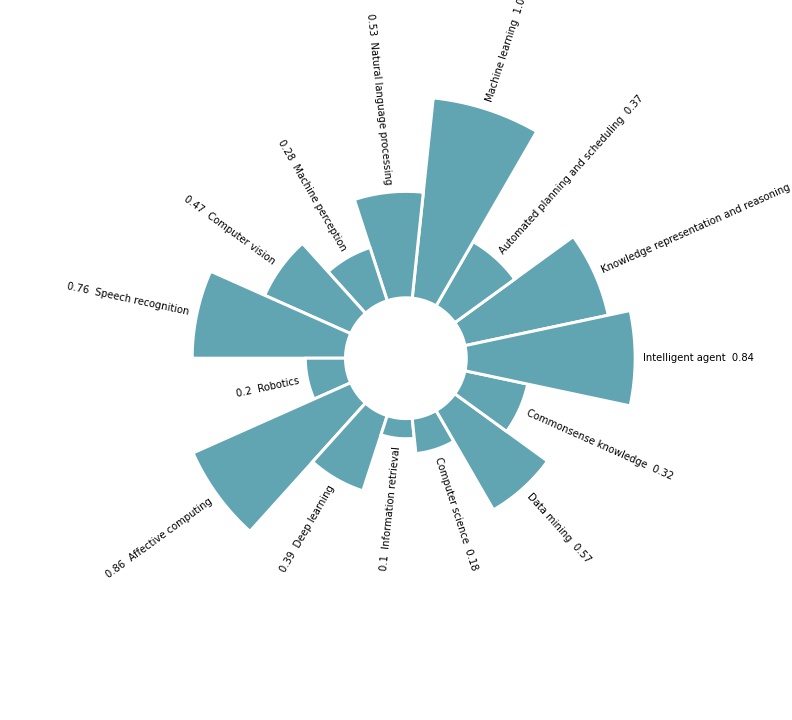 Machine learning 1.0
0.53 Natural language processing
Automated planning and scheduling 0.37
0.28 Machine perception
Knowledge representation and reasoning
0.47 Computer vision
0.76 Speech recognition
Intelligent agent 0.84
0.2 Robotics
Commonsense knowledge 0.32
0.86 Affective computing
Data mining 0.57
0.39 Deep learning
0.1 Information retrieval
Computer science 0.18